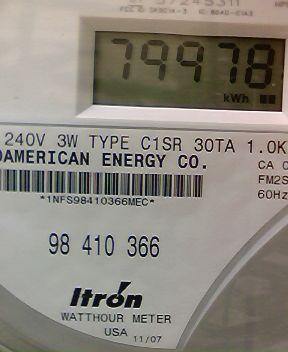 79978
kWh
240V 3W TYPE C1SR 30TA 1.0K
DAMERICAN ENERGY CO.
CA
*1NFS98410366MEC*
FM2S
60Hz
98 410 366
Itron
WATTHOUR METER
USA 11/07